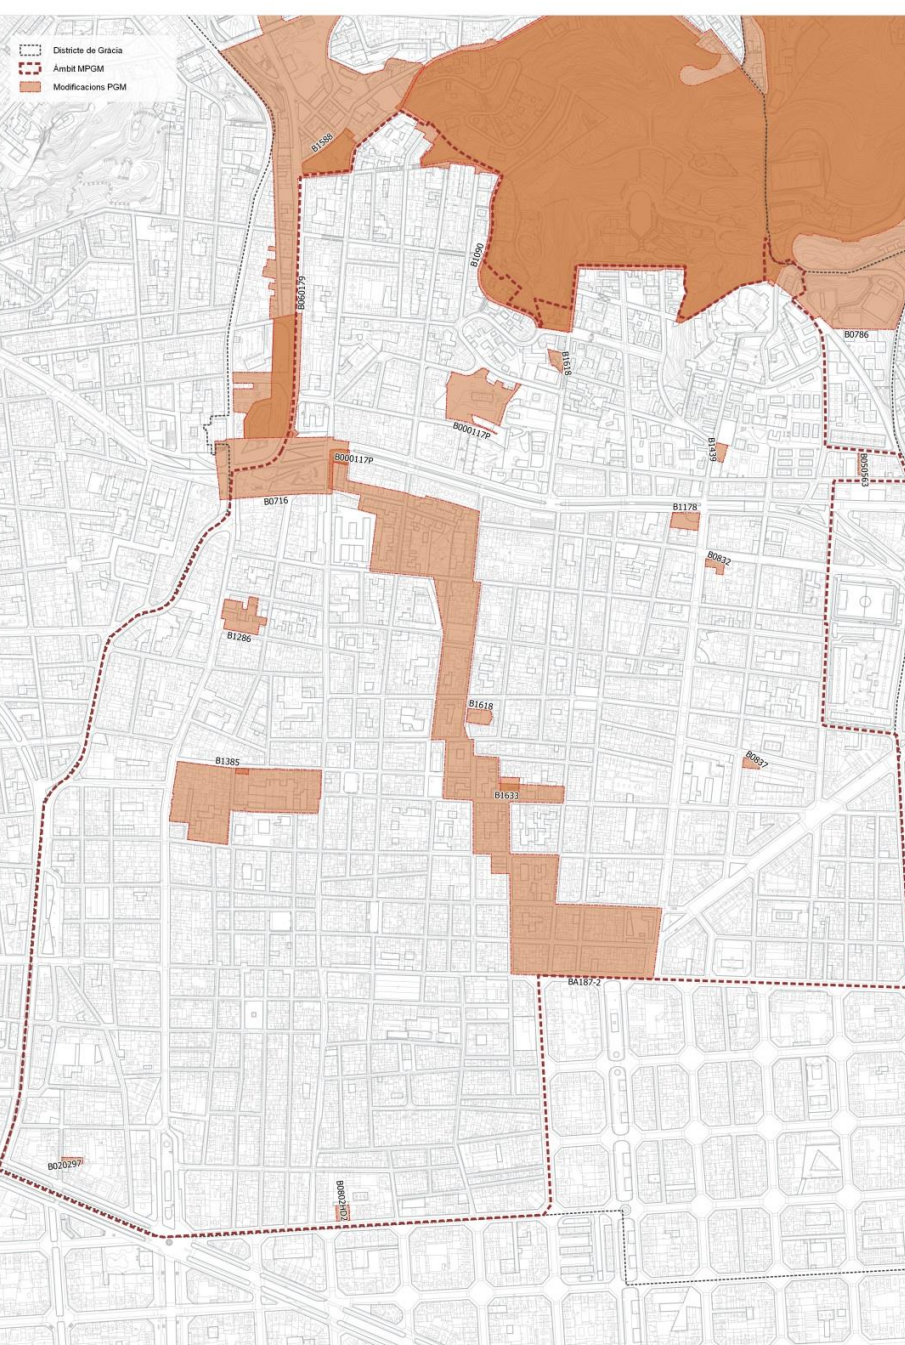 Districte de Gràcia
Àmbit MPGM
Modificacions PGM
B1588
B1090
B060179
B0786
B1618
B000117P
B1439
B000117P
B050563
B0716
B1178
B0832
B1286
B1618
B0837
B1385
B1633
BA187-2
B020297
B0802HD7